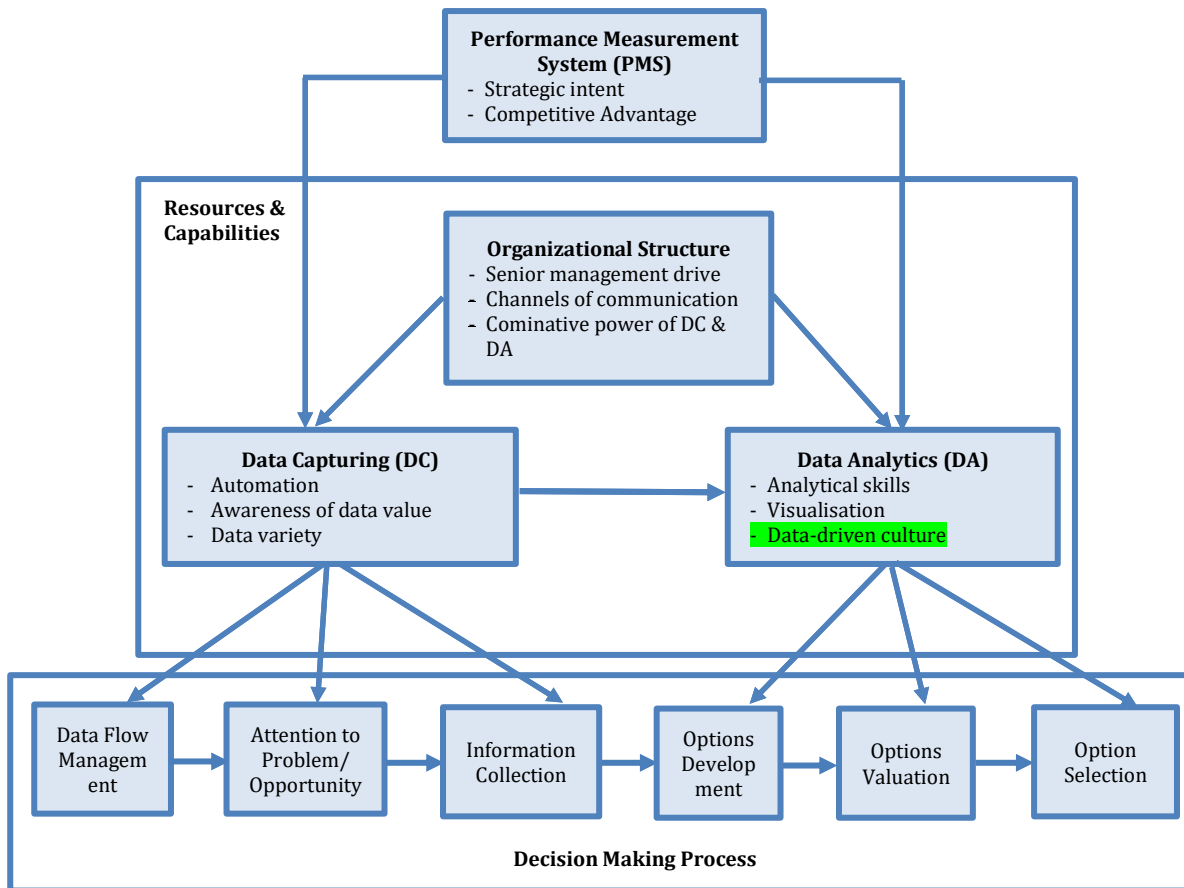 Performance Measurement
System (PMS)
- Strategic intent
- Competitive Advantage
Resources &
Capabilities
Organizational Structure
- Senior management drive
- Channels of communication
- Cominative power of DC &
DA
Data Capturing (DC)
- Automation
- Awareness of data value
- Data variety
Data Analytics (DA)
- Analytical skills
- Visualisation
- Data-driven culture
Data Flow
Managem
ent
Attention to
Problem/
Opportunity
Information
Collection
Options
Develop
ment
Options
Valuation
Option
Selection
Decision Making Process